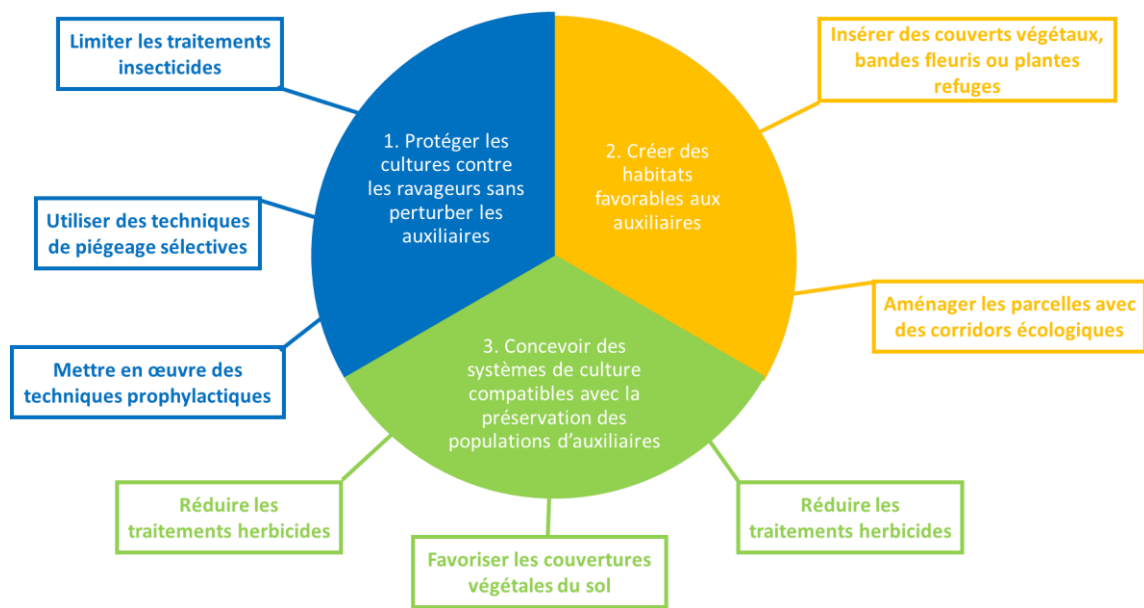 Limiter les traitements
insecticides
Utiliser des techniques
de piégeage sélectives
Mettre en œuvre des
techniques prophylactiques
1. Protéger les
cultures contre
les ravageurs sans
perturber les
auxiliaires
2. Créer des
habitats
favorables aux
auxiliaires
Insérer des couverts végétaux,
bandes fleuris ou plantes
refuges
Aménager les parcelles avec
des corridors écologiques
3. Concevoir des
systèmes de culture
compatibles avec la
préservation des
populations d’auxiliaires
Réduire les
traitements herbicides
Favoriser les couvertures
végétales du sol
Réduire les
traitements herbicides